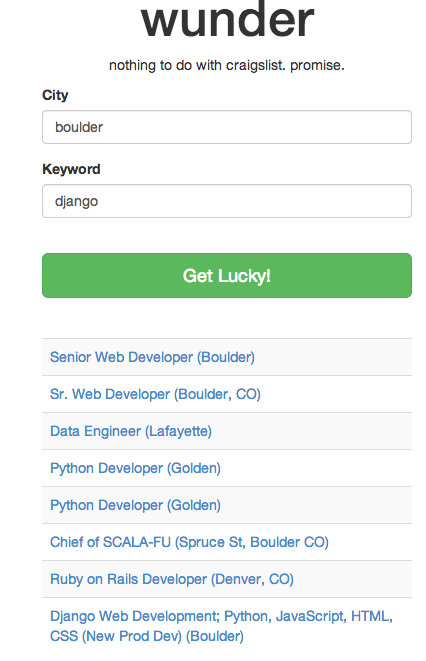 wunder
nothing to do with craigslist. promise.
City
boulder
Keyword
django
Get Lucky!
Senior Web Developer (Boulder)
Sr. Web Developer (Boulder, CO)
Data Engineer (Lafayette)
Python Developer (Golden)
Python Developer (Golden)
Chief of SCALA-FU (Spruce St, Boulder CO)
Ruby on Rails Developer (Denver, CO)
Django Web Development; Python, JavaScript, HTML,
CSS (New Prod Dev) (Boulder)